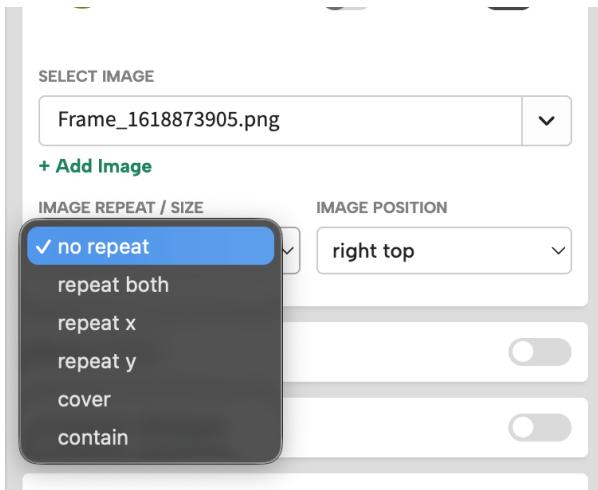 SELECT IMAGE
Frame_1618873905.png
+ Add Image
IMAGE REPEAT / SIZE
IMAGE POSITION
✓ no repeat
right top
repeat both
repeat x
repeat y
cover
contain